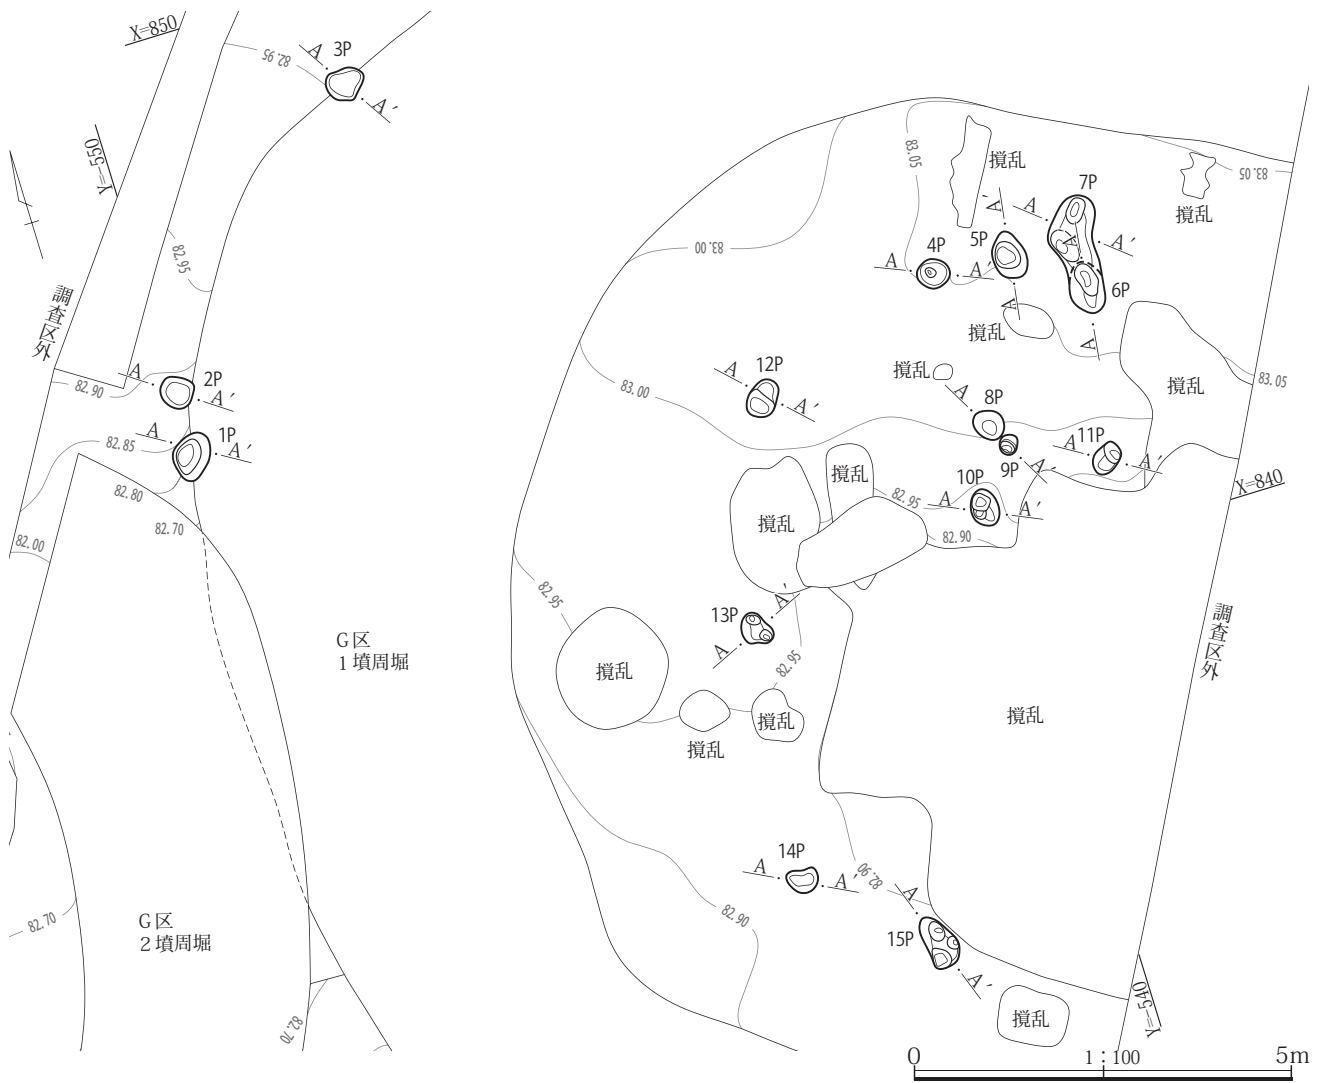 X=850
Y=-550
調査区外
82.95
A
3P
A′
82.95
A
2P
A′
82.90
A
1P
A′
82.85
82.80
82.70
82.00
G区
1墳周堀
G区
2墳周堀
82.70
82.70
83.05
撹乱
83.05
撹乱
83.00
A
4P
A′
A′
5P
A
A
7P
A′
A′
6P
A
撹乱
撹乱
撹乱
83.05
83.00
A
12P
A′
A
8P
9P
A′
A
11P
A′
X=840
撹乱
撹乱
82.95
A
10P
A′
82.90
82.95
13P
A′
A
82.95
撹乱
撹乱
撹乱
撹乱
調査区外
A
14P
A′
82.90
82.90
A
15P
A′
撹乱
Y=-540
0
1:100
5m